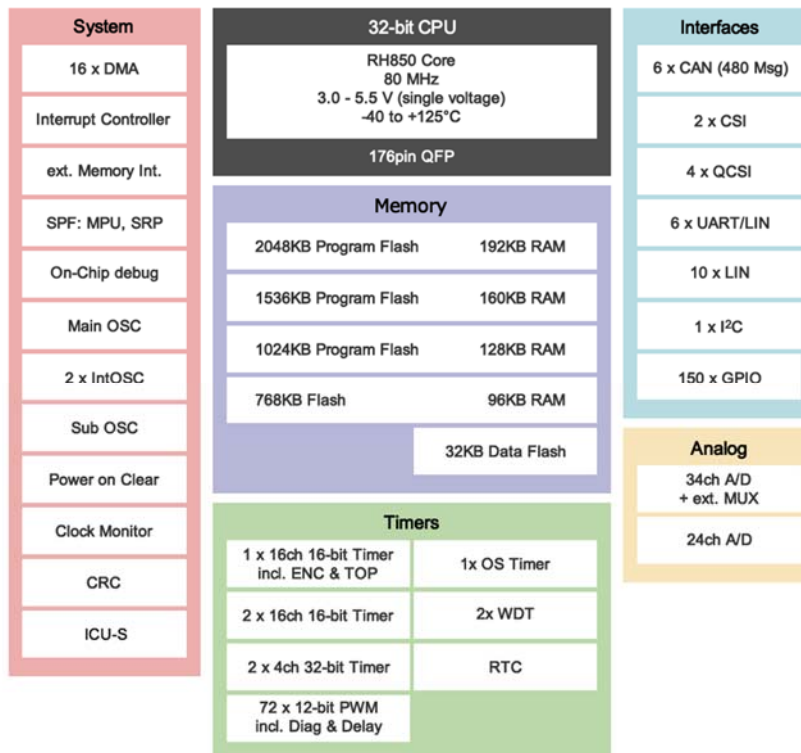 System
16 x DMA
Interrupt Controller
ext. Memory Int.
SPF: MPU, SRP
On-Chip debug
Main OSC
2 x IntOSC
Sub OSC
Power on Clear
Clock Monitor
CRC
ICU-S
32-bit CPU
RH850 Core
80 MHz
3.0 - 5.5 V (single voltage)
-40 to +125°C
176pin QFP
Memory
2048KB Program Flash 192KB RAM
1536KB Program Flash 160KB RAM
1024KB Program Flash 128KB RAM
768KB Flash 96KB RAM
32KB Data Flash
Timers
1 x 16ch 16-bit Timer
incl. ENC & TOP
1x OS Timer
2 x 16ch 16-bit Timer
2x WDT
2 x 4ch 32-bit Timer
RTC
72 x 12-bit PWM
incl. Diag & Delay
Interfaces
6 x CAN (480 Msg)
2 x CSI
4 x QCSI
6 x UART/LIN
10 x LIN
1 x I²C
150 x GPIO
Analog
34ch A/D
+ ext. MUX
24ch A/D